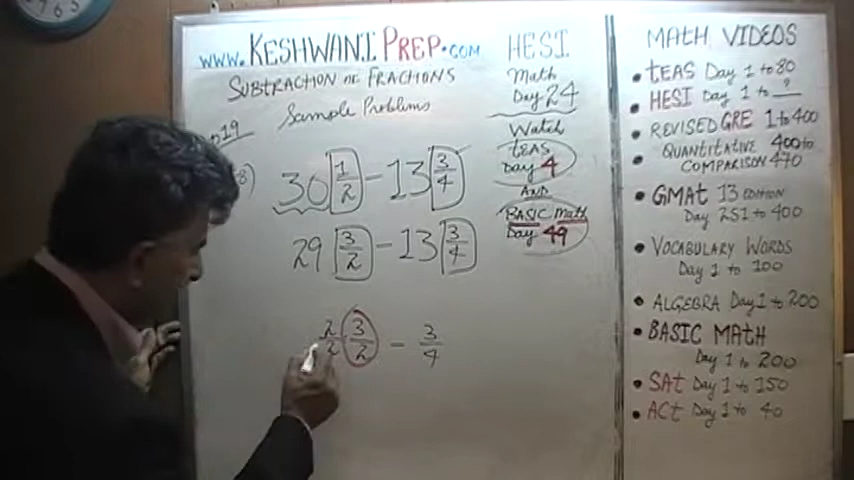 www.KESHWANI PREP.com
SUBTRACTION OF FRACTIONS
Sample Problems
19
8)
30 1/2 - 13 3/4
29 3/2 - 13 3/4
2/2 · 3/2 - 3/4
HESI
Math
Day 24
Watch
TEAS
Day 4
AND
BASIC Math
Day 49
MATH VIDEOS
• TEAS Day 1 to 80
• HESI Day 1 to ?
• REVISED GRE 1 to 400
• QUANTITATIVE 400 to
COMPARISON 470
• GMAT 13 EDITION
Day 251 to 400
• VOCABULARY WORDS
Day 1 to 100
• ALGEBRA Day 1 to 200
• BASIC MATH
Day 1 to 200
• SAT Day 1 to 150
• ACT Day 1 to 40